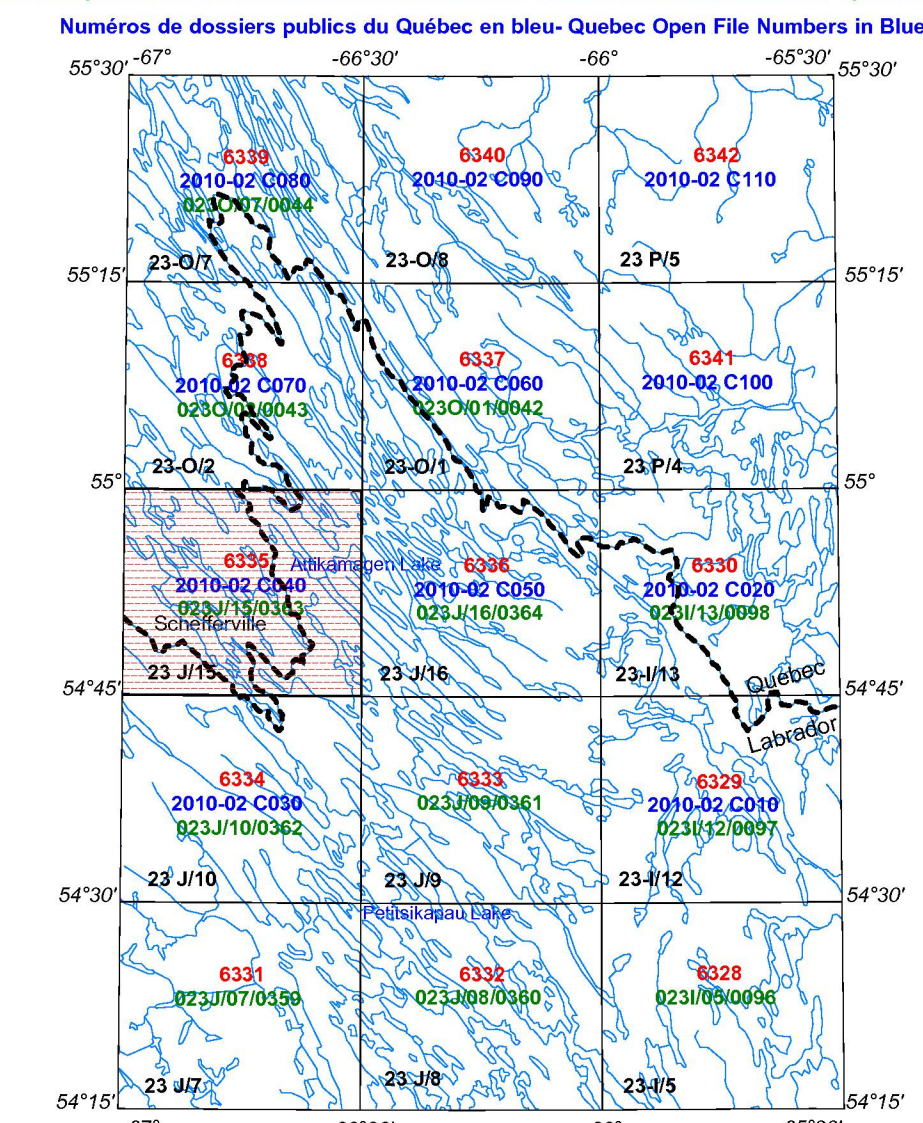 Numéros de dossiers publics du Québec en bleu- Quebec Open File Numbers in Blue
-67° -66°30' -66° -65°30'
55°30' 55°30'
6339 6340 6342
2010-02 C080 2010-02 C090 2010-02 C110
023O/07/0044
23-O/7 23-O/8 23 P/5
55°15' 55°15'
6338 6337 6341
2010-02 C070 2010-02 C060 2010-02 C100
023O/02/0043 023O/01/0042
23-O/2 23-O/1 23 P/4
55° 55°
6335 Attikamagen Lake 6336 6330
2010-02 C040 2010-02 C050 2010-02 C020
023J/15/0363 023J/16/0364 023I/13/0098
Schefferville
23 J/15 23 J/16 23-I/13 Québec
54°45' 54°45'
Labrador
6334 6333 6329
2010-02 C030 023J/09/0361 2010-02 C010
023J/10/0362 023I/12/0097
23 J/10 23 J/9 23-I/12
54°30' 54°30'
Petitsikapau Lake
6331 6332 6328
023J/07/0359 023J/08/0360 023I/05/0096
23 J/7 23 J/8 23-I/5
54°15' 54°15'